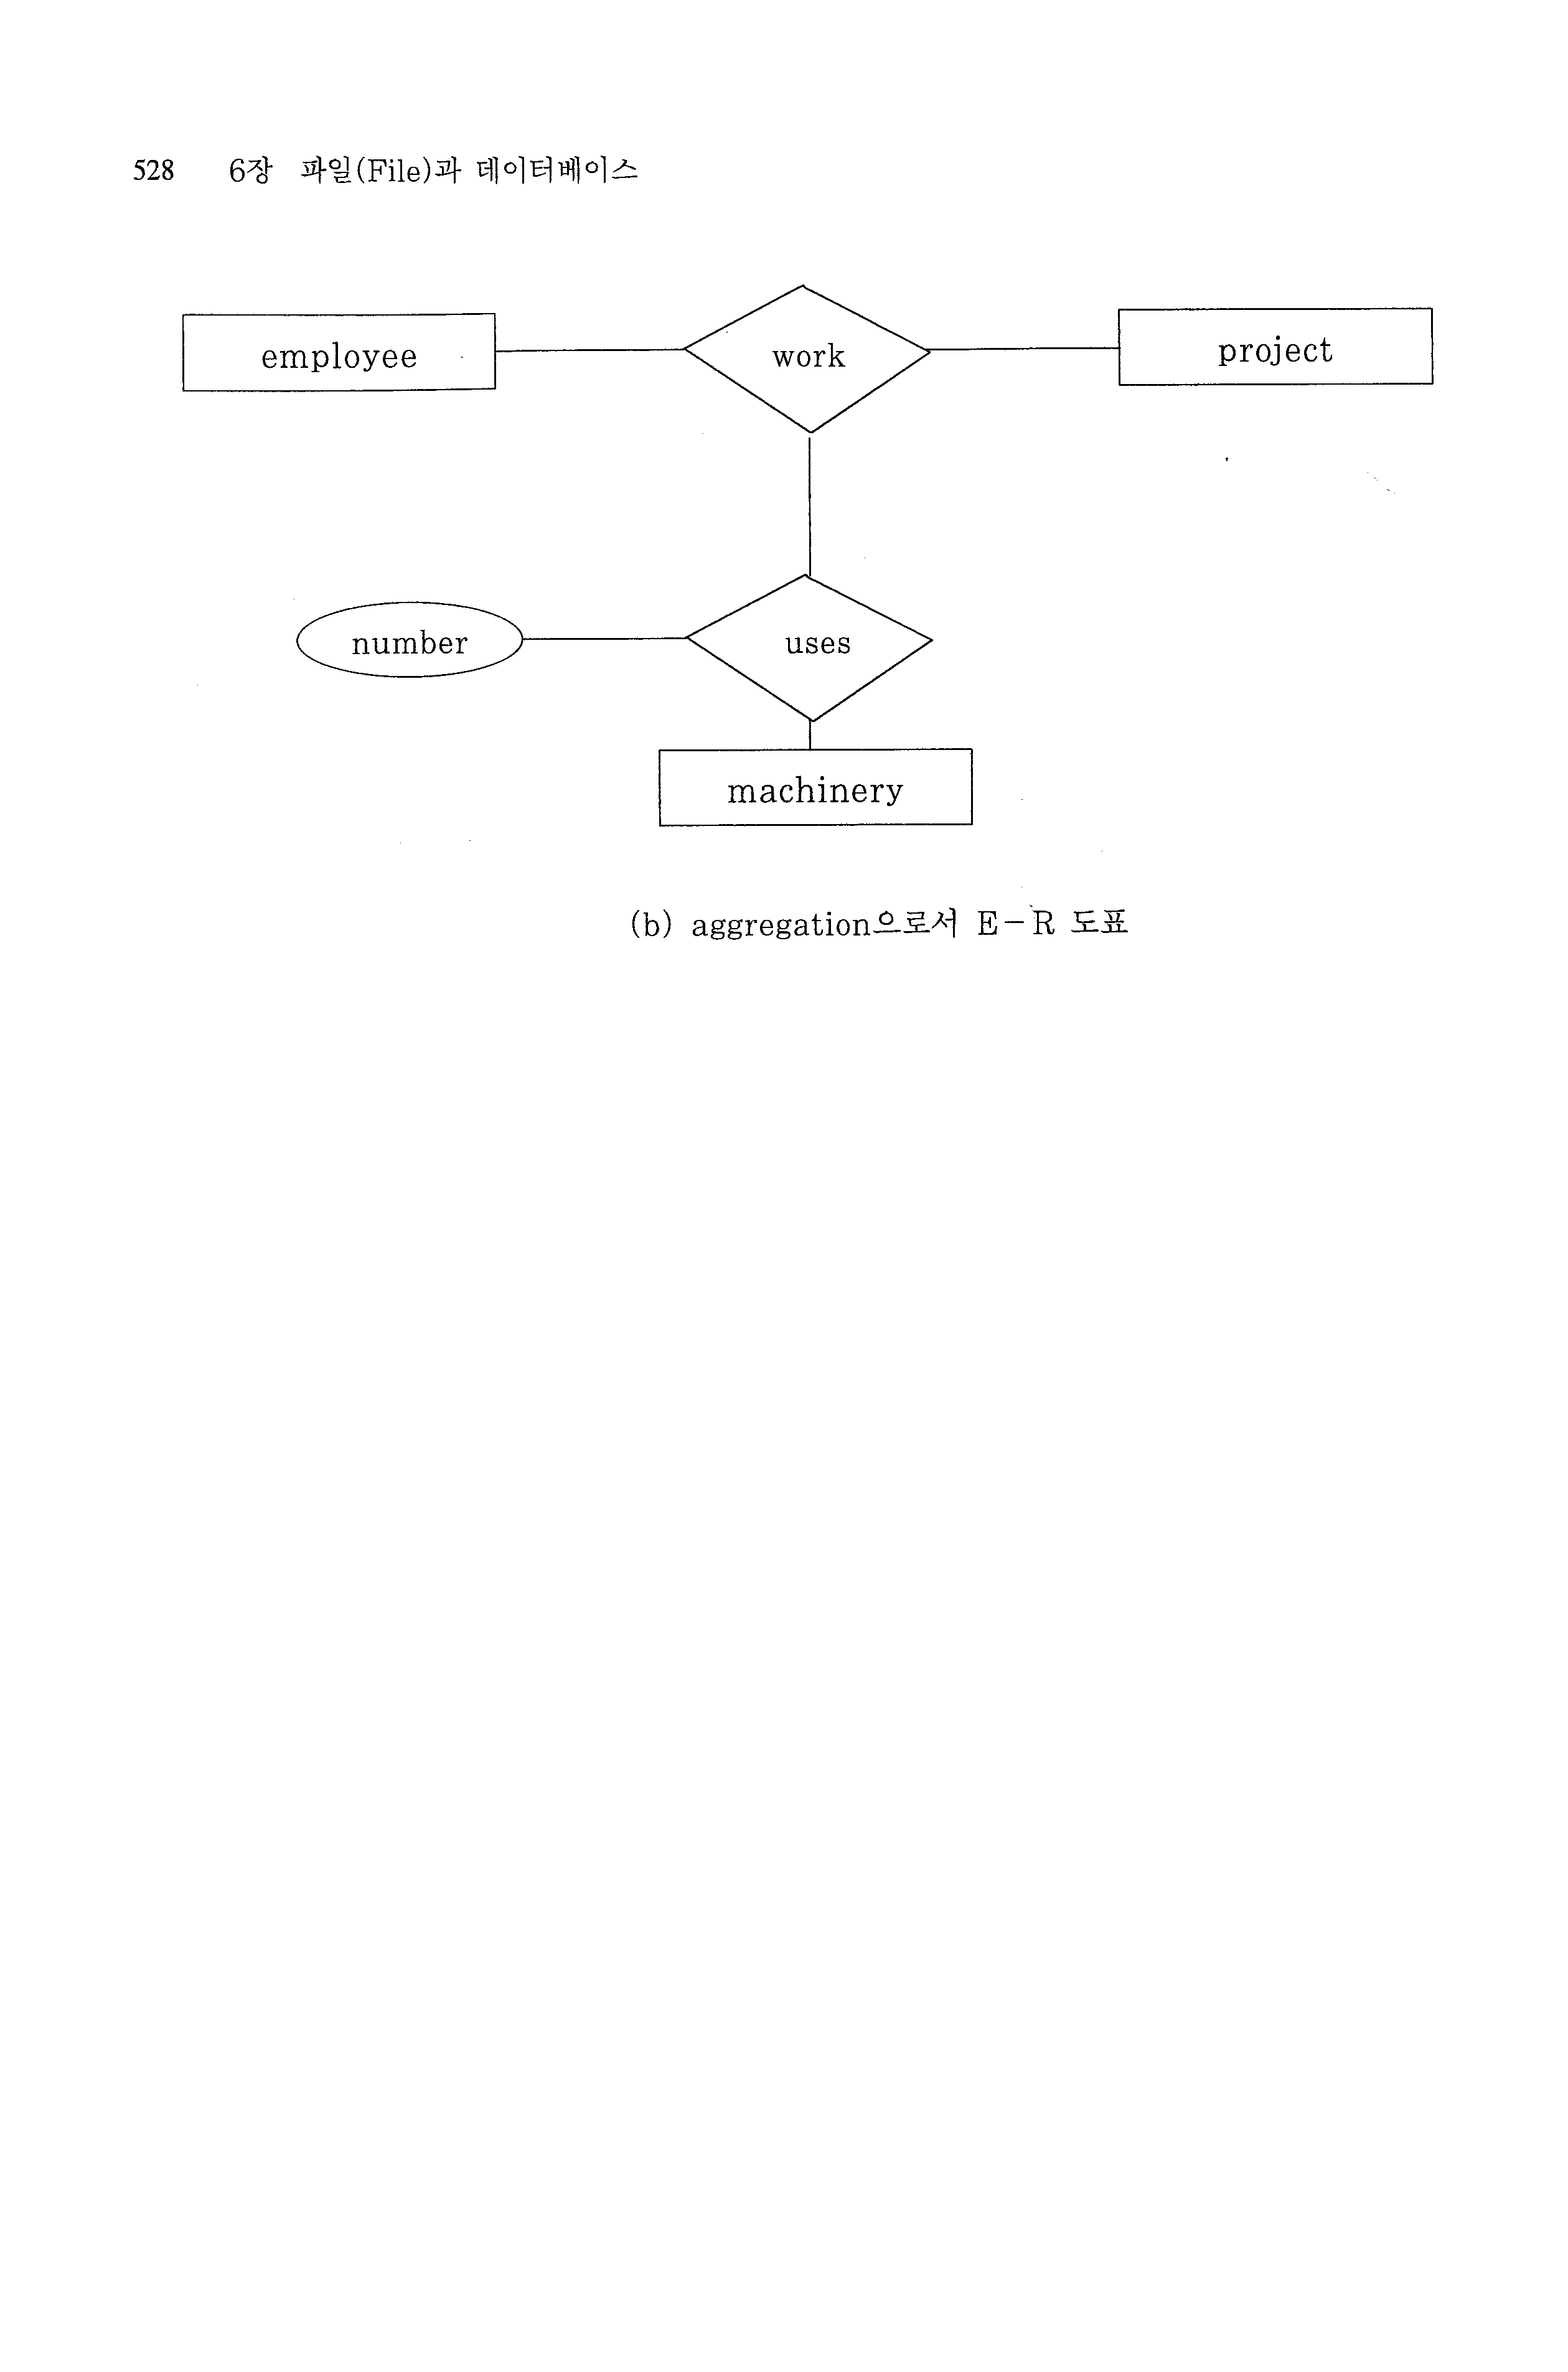 528 6장 파일(File)과 데이터베이스
employee
work
project
number
uses
machinery
(b) aggregation으로서 E-R 도표